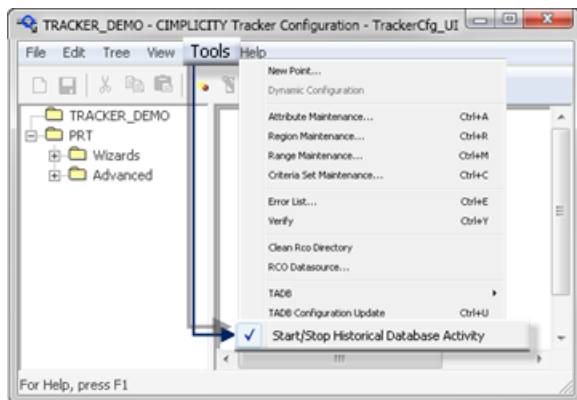 TRACKER_DEMO - CIMPLICITY Tracker Configuration - TrackerCfg_UI
File Edit Tree View Tools Help
TRACKER_DEMO
PRT
Wizards
Advanced
New Point...
Dynamic Configuration
Attribute Maintenance... Ctrl+A
Region Maintenance... Ctrl+R
Range Maintenance... Ctrl+M
Criteria Set Maintenance... Ctrl+C
Error List... Ctrl+E
Verify Ctrl+Y
Clean Rco Directory
RCO Datasource...
TADB
TADB Configuration Update Ctrl+U
Start/Stop Historical Database Activity
For Help, press F1